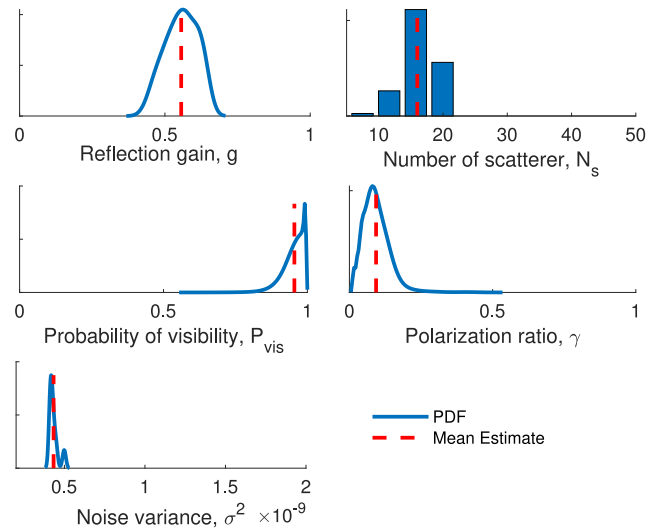 0 0.5 1
Reflection gain, g
10 20 30 40 50
Number of scatterer, N_s
0 0.5 1
Probability of visibility, P_vis
0 0.5 1
Polarization ratio, γ
0.5 1 1.5 2
Noise variance, σ^2 ×10^-9
PDF
Mean Estimate